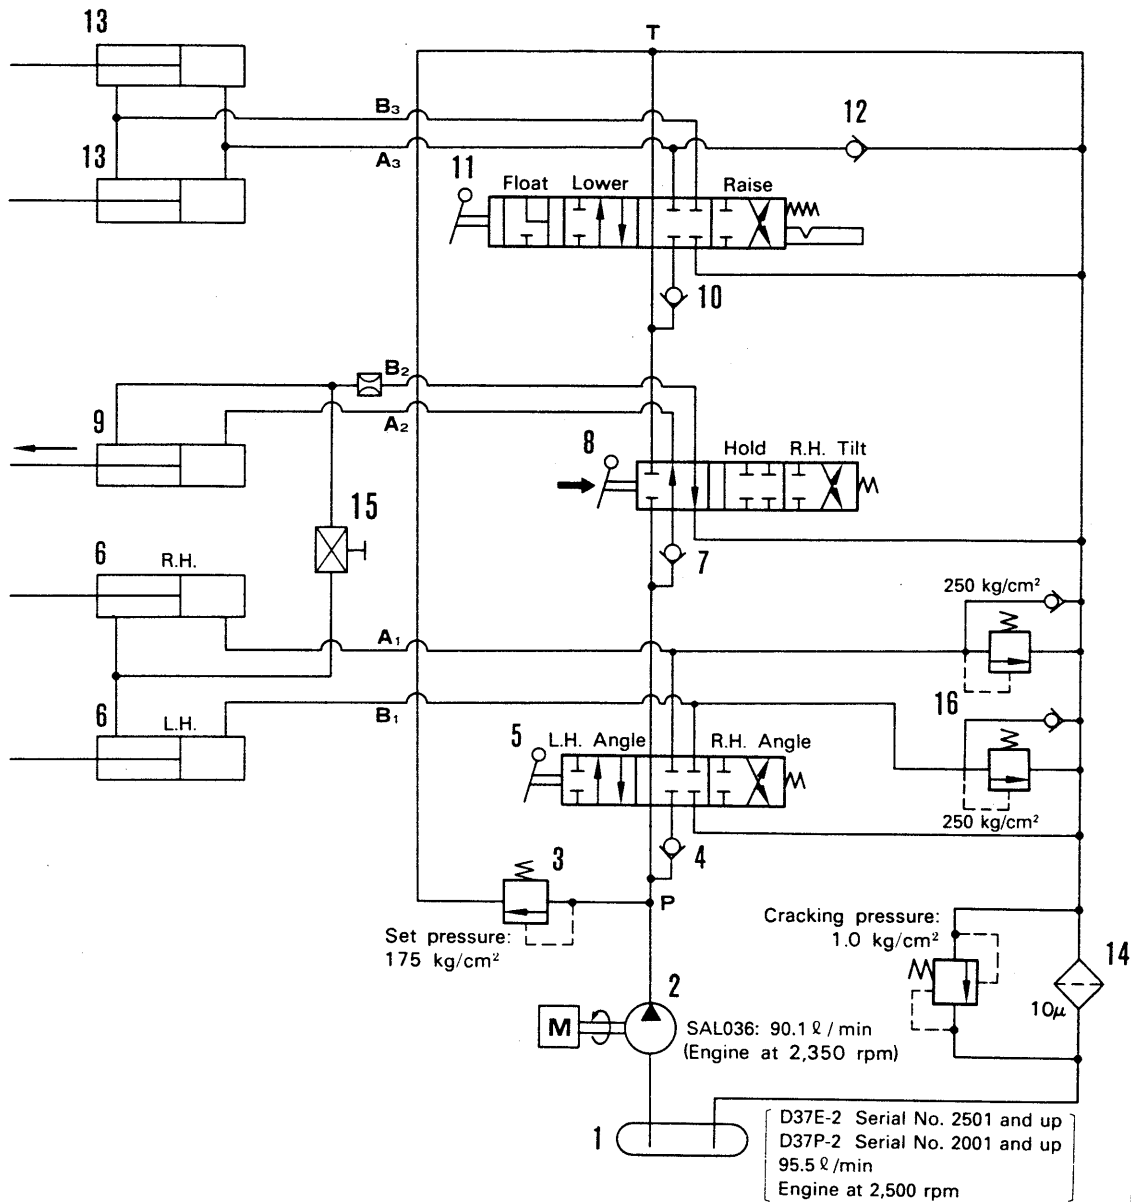 13
T
B₃
12
A₃
13
11
Float
Lower
Raise
10
B₂
A₂
9
8
Hold
R.H. Tilt
15
7
6
R.H.
250 kg/cm²
A₁
16
6
L.H.
B₁
5
L.H. Angle
R.H. Angle
250 kg/cm²
4
3
P
Set pressure:
175 kg/cm²
Cracking pressure:
1.0 kg/cm²
14
10μ
2
M
SAL036: 90.1 ℓ / min
(Engine at 2,350 rpm)
1
D37E-2 Serial No. 2501 and up
D37P-2 Serial No. 2001 and up
95.5 ℓ/min
Engine at 2,500 rpm